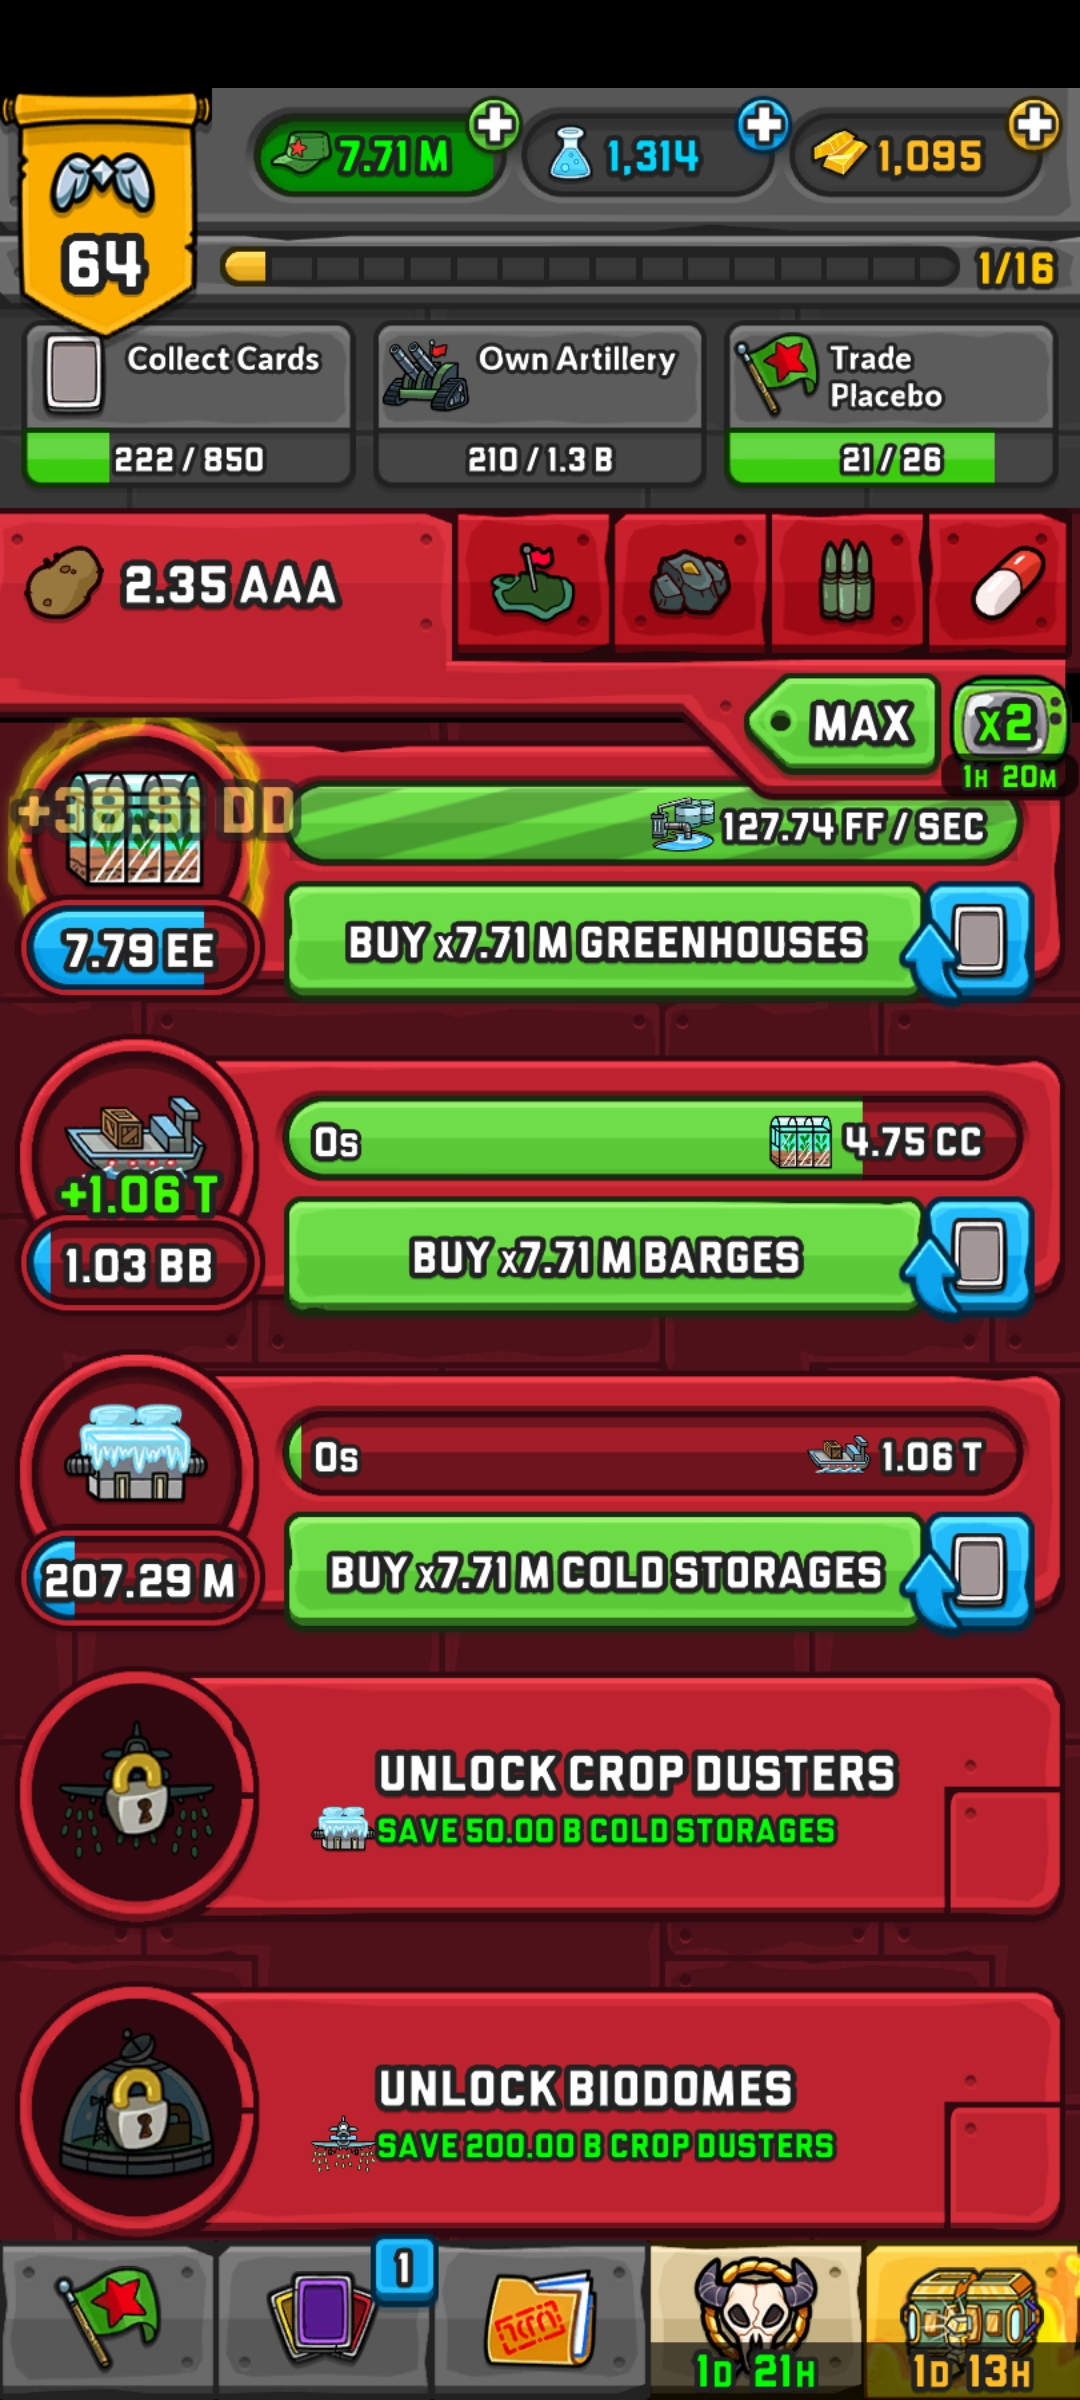 64
7.71 M
1,314
1,095
1/16
Collect Cards
222 / 850
Own Artillery
210 / 1.3 B
Trade
Placebo
21 / 26
2.35 AAA
MAX
x2
1H 20M
+38.91 DD
127.74 FF / SEC
7.79 EE
BUY x7.71 M GREENHOUSES
0s
4.75 CC
+1.06 T
1.03 BB
BUY x7.71 M BARGES
0s
1.06 T
207.29 M
BUY x7.71 M COLD STORAGES
UNLOCK CROP DUSTERS
SAVE 50.00 B COLD STORAGES
UNLOCK BIODOMES
SAVE 200.00 B CROP DUSTERS
1
1D 21H
1D 13H